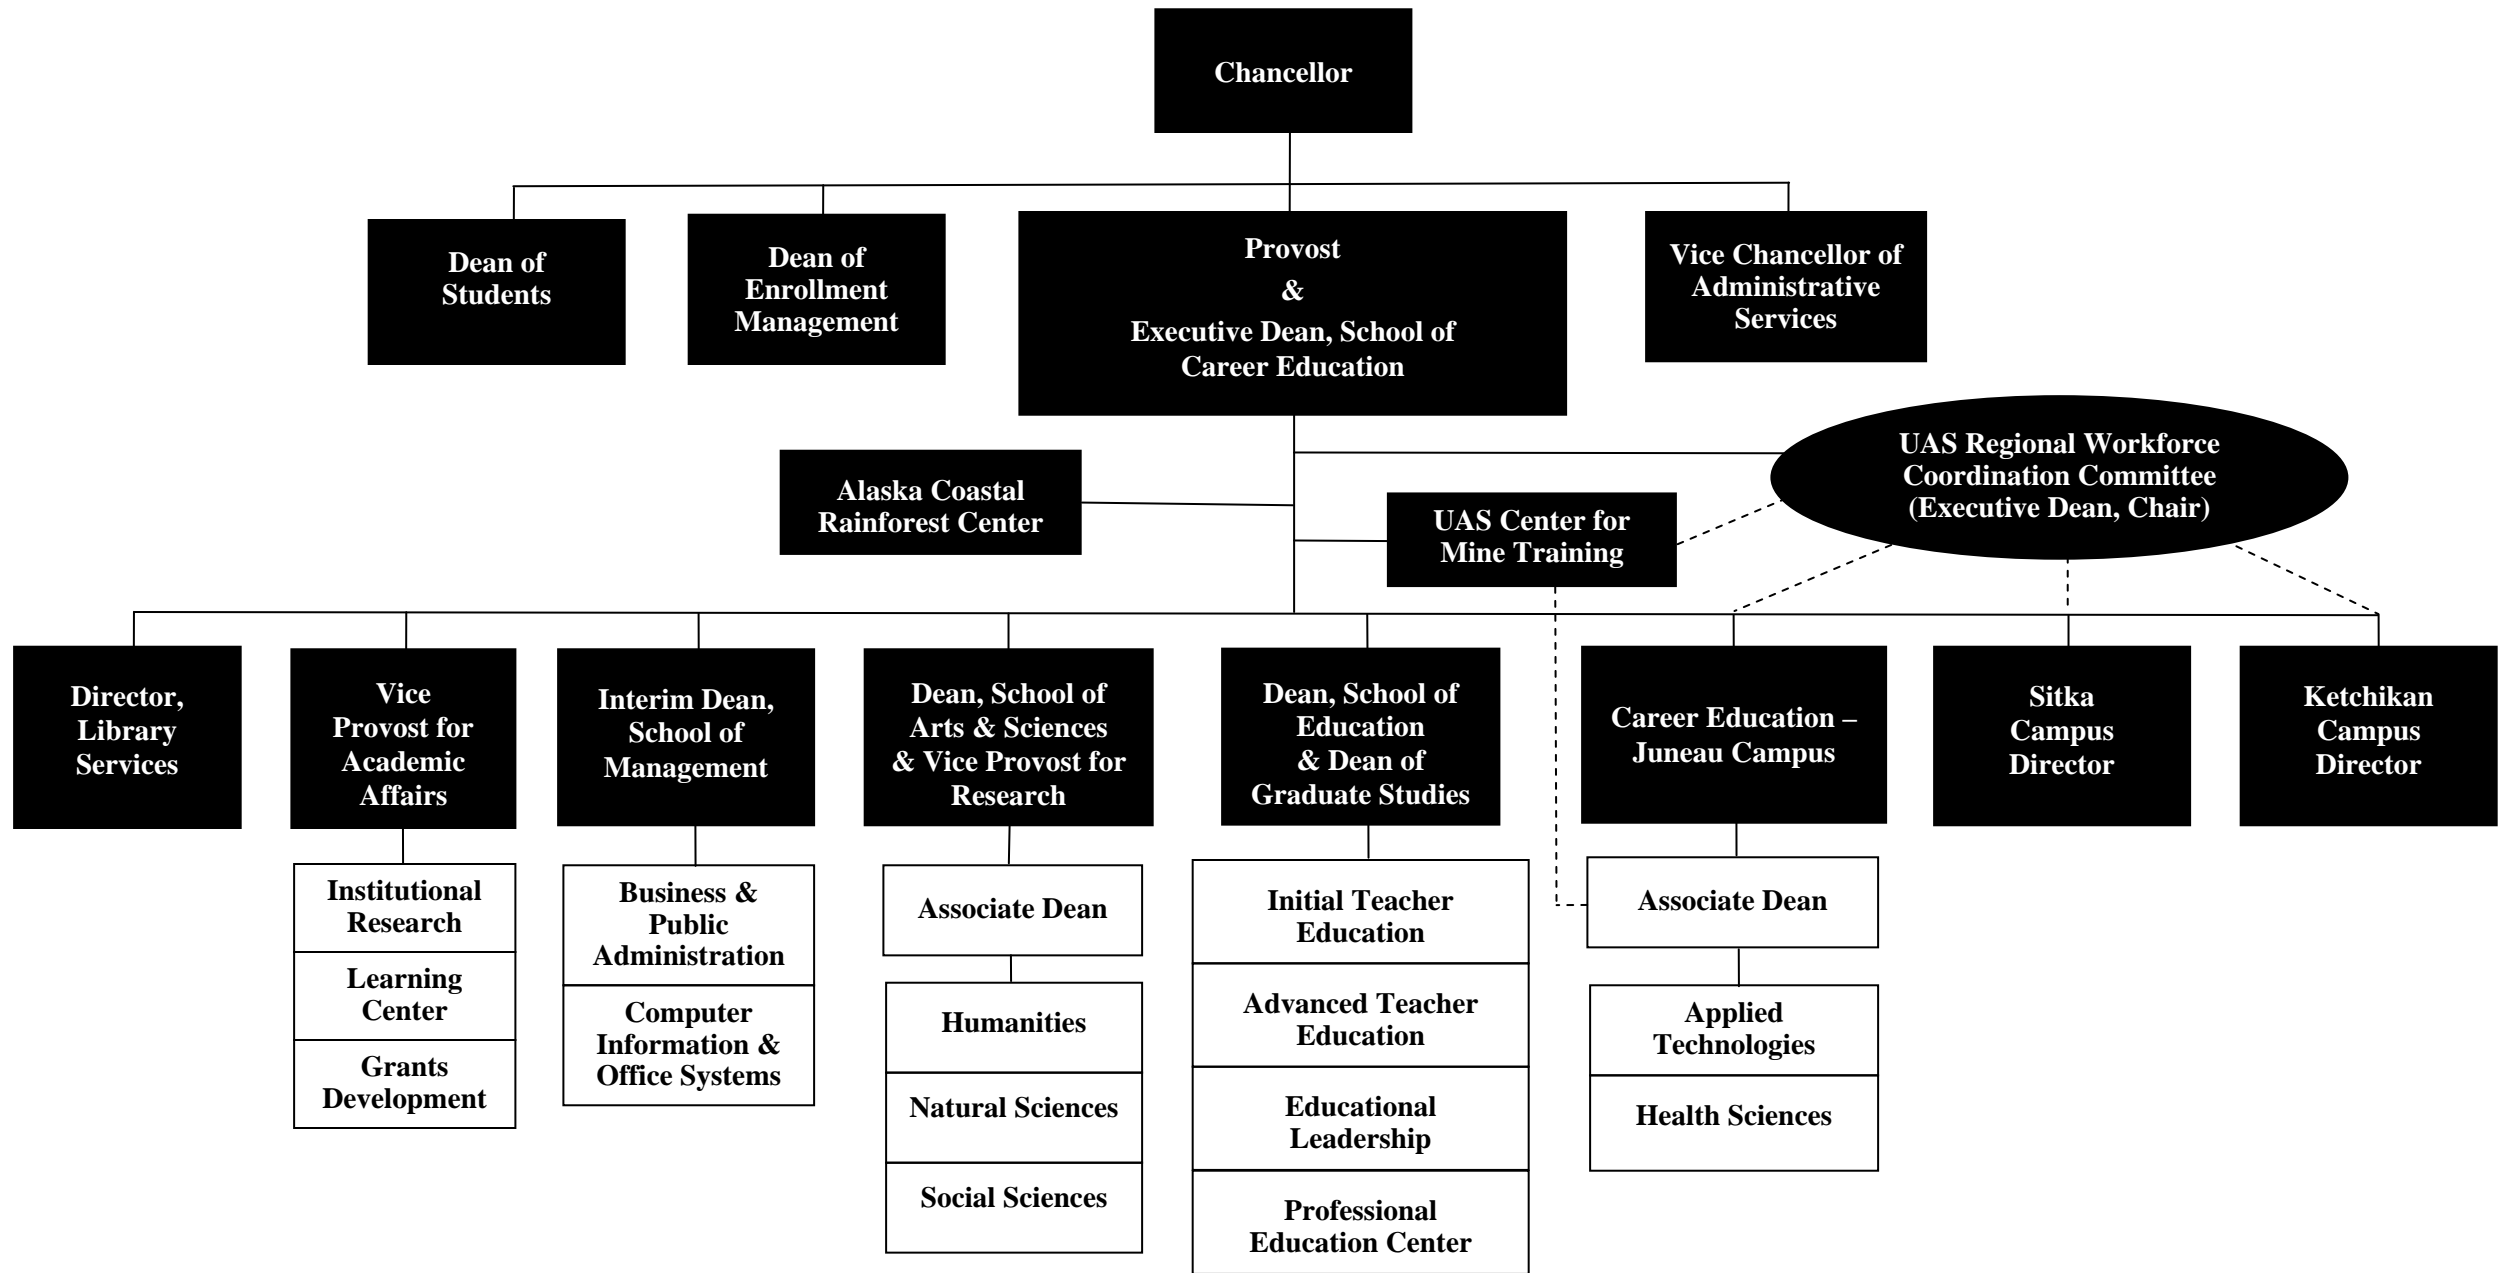 Chancellor
Dean of
Students
Dean of
Enrollment
Management
Provost
&
Executive Dean, School of
Career Education
Vice Chancellor of
Administrative
Services
UAS Regional Workforce
Coordination Committee
(Executive Dean, Chair)
Alaska Coastal
Rainforest Center
UAS Center for
Mine Training
Director,
Library
Services
Vice
Provost for
Academic
Affairs
Interim Dean,
School of
Management
Dean, School of
Arts & Sciences
& Vice Provost for
Research
Dean, School of
Education
& Dean of
Graduate Studies
Career Education –
Juneau Campus
Sitka
Campus
Director
Ketchikan
Campus
Director
Institutional
Research
Learning
Center
Grants
Development
Business &
Public
Administration
Computer
Information &
Office Systems
Associate Dean
Humanities
Natural Sciences
Social Sciences
Initial Teacher
Education
Advanced Teacher
Education
Educational
Leadership
Professional
Education Center
Associate Dean
Applied
Technologies
Health Sciences